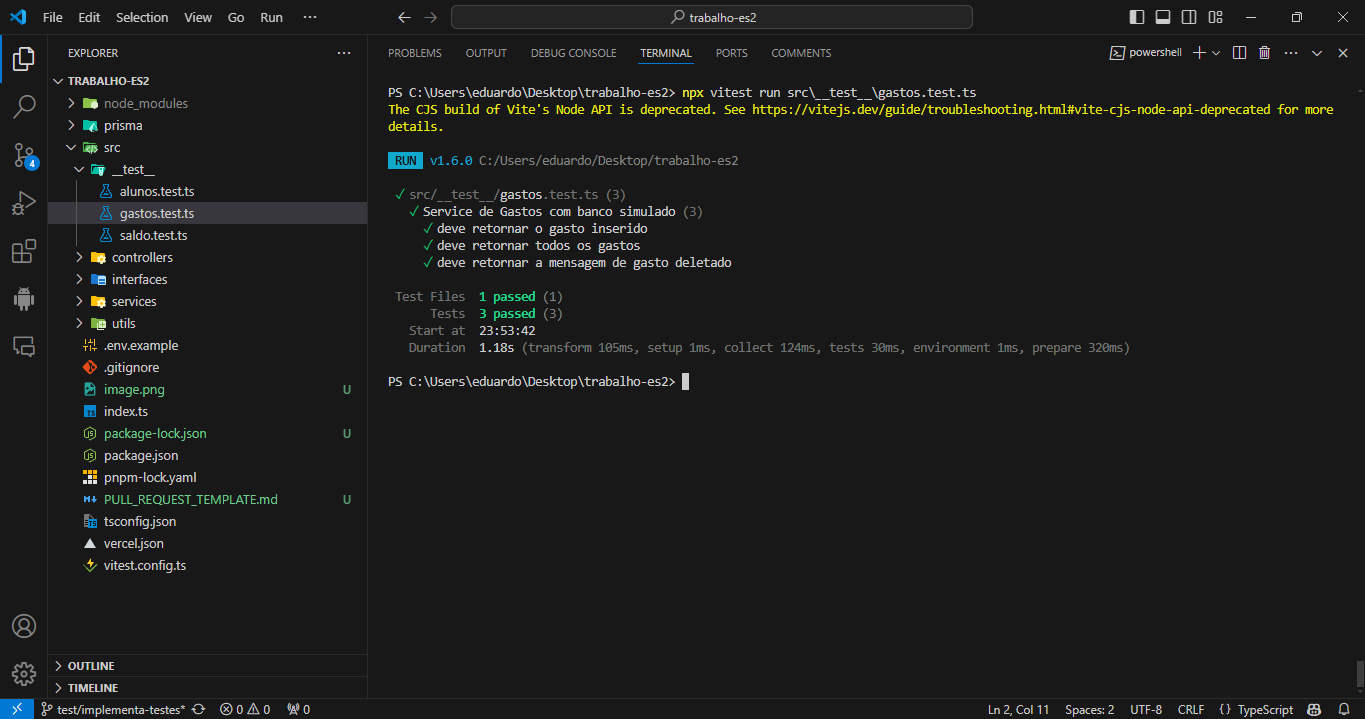 File Edit Selection View Go Run ··· trabalho-es2
EXPLORER ···
TRABALHO-ES2
node_modules
prisma
src
__test__
alunos.test.ts
gastos.test.ts
saldo.test.ts
controllers
interfaces
services
utils
.env.example
.gitignore
image.png U
index.ts
package-lock.json U
package.json
pnpm-lock.yaml
PULL_REQUEST_TEMPLATE.md U
tsconfig.json
vercel.json
vitest.config.ts
OUTLINE
TIMELINE
4
PROBLEMS OUTPUT DEBUG CONSOLE TERMINAL PORTS COMMENTS powershell
PS C:\Users\eduardo\Desktop\trabalho-es2> npx vitest run src\__test__\gastos.test.ts
The CJS build of Vite's Node API is deprecated. See https://vitejs.dev/guide/troubleshooting.html#vite-cjs-node-api-deprecated for more
details.
RUN v1.6.0 C:/Users/eduardo/Desktop/trabalho-es2
✓ src/__test__/gastos.test.ts (3)
✓ Service de Gastos com banco simulado (3)
✓ deve retornar o gasto inserido
✓ deve retornar todos os gastos
✓ deve retornar a mensagem de gasto deletado
Test Files 1 passed (1)
Tests 3 passed (3)
Start at 23:53:42
Duration 1.18s (transform 105ms, setup 1ms, collect 124ms, tests 30ms, environment 1ms, prepare 320ms)
PS C:\Users\eduardo\Desktop\trabalho-es2>
test/implementa-testes* 0 0 0 Ln 2, Col 11 Spaces: 2 UTF-8 CRLF {} TypeScript